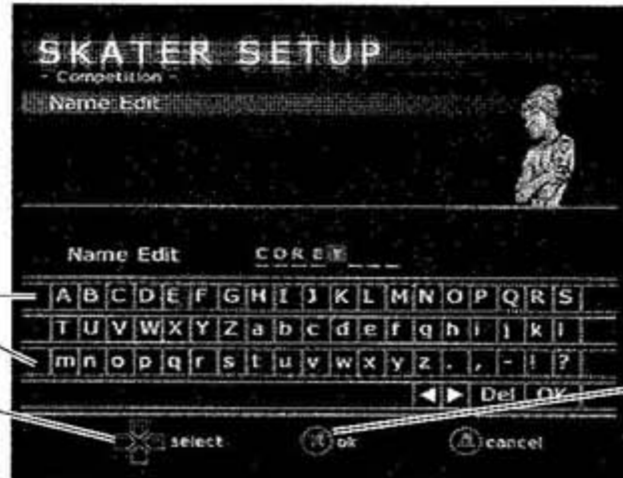 SKATER SETUP
- Competition -
Name Edit
Name Edit COREY
A B C D E F G H I J K L M N O P Q R S
T U V W X Y Z a b c d e f g h i j k l
m n o p q r s t u v w x y z . , - ! ?
◀ ▶ Del OK
select ok cancel